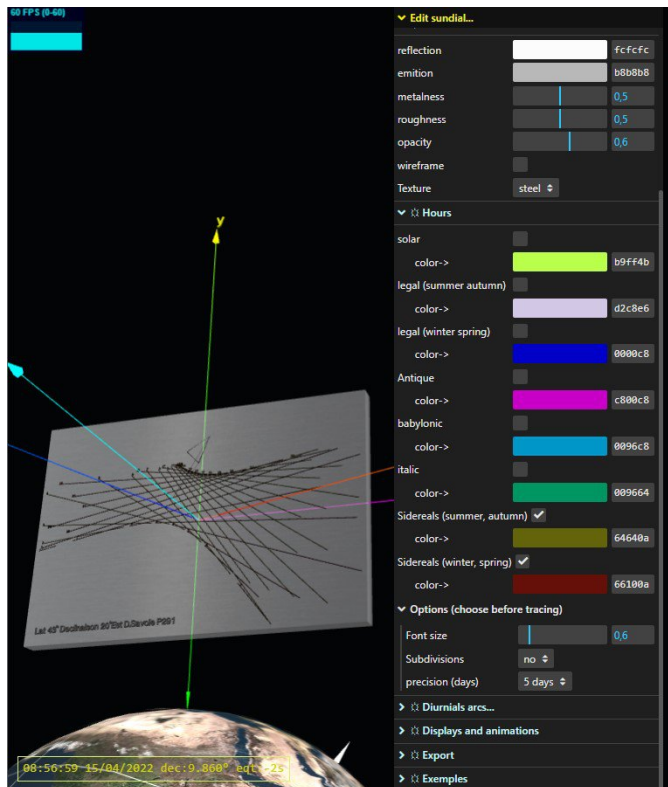 60 FPS (0-60)
Edit sundial...
reflection fcfcfc
emition b8b8b8
metalness 0,5
roughness 0,5
opacity 0,6
wireframe
Texture steel
Hours
solar
color-> b9ff4b
legal (summer autumn)
color-> d2c8e6
legal (winter spring)
color-> 0000c8
Antique
color-> c800c8
babylonic
color-> 0096c8
italic
color-> 009664
Sidereals (summer, autumn)
color-> 64640a
Sidereals (winter, spring)
color-> 66100a
Options (choose before tracing)
Font size 0,6
Subdivisions no
precision (days) 5 days
Diurnials arcs...
Displays and animations
Export
Exemples
y
Lat 43° Declinaison 20°Est D.Savoie P291
08:56:59 15/04/2022 dec:9.860° eqt:-2s